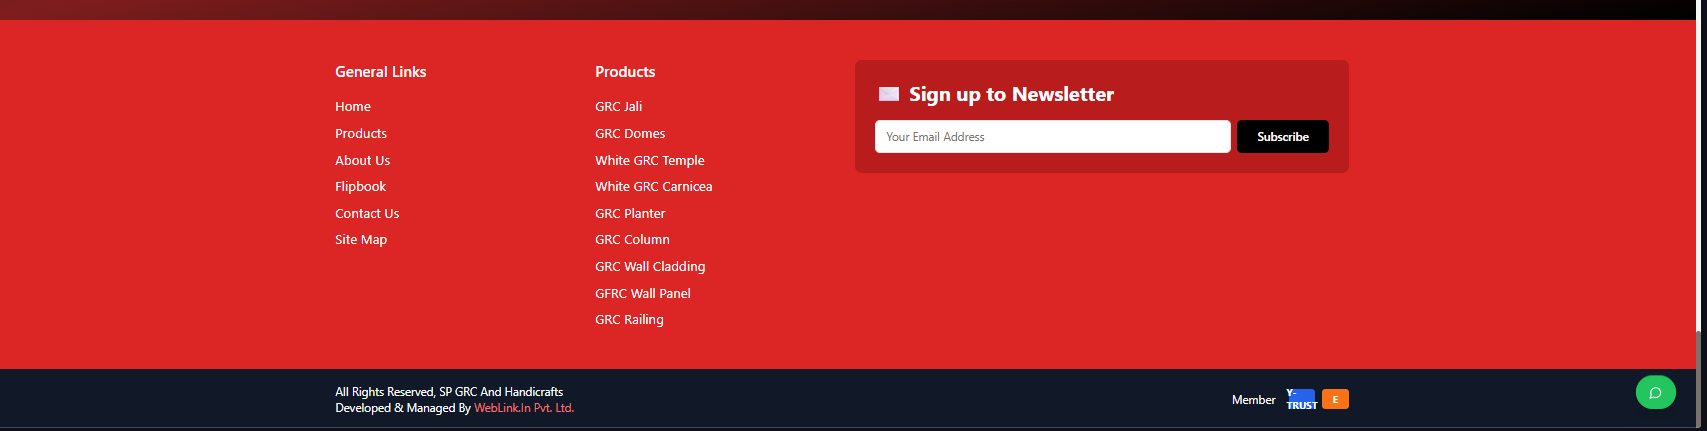 General Links
Home
Products
About Us
Flipbook
Contact Us
Site Map
Products
GRC Jali
GRC Domes
White GRC Temple
White GRC Carnicea
GRC Planter
GRC Column
GRC Wall Cladding
GFRC Wall Panel
GRC Railing
Sign up to Newsletter
Your Email Address
Subscribe
All Rights Reserved, SP GRC And Handicrafts
Developed & Managed By WebLink.In Pvt. Ltd.
Member
Y-
TRUST
E